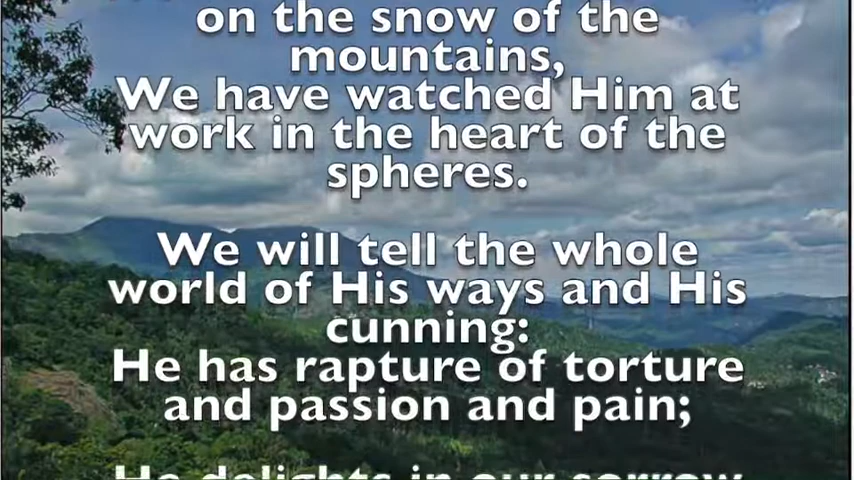 on the snow of the
mountains,
We have watched Him at
work in the heart of the
spheres.
We will tell the whole
world of His ways and His
cunning:
He has rapture of torture
and passion and pain;
He delights in our sorrow